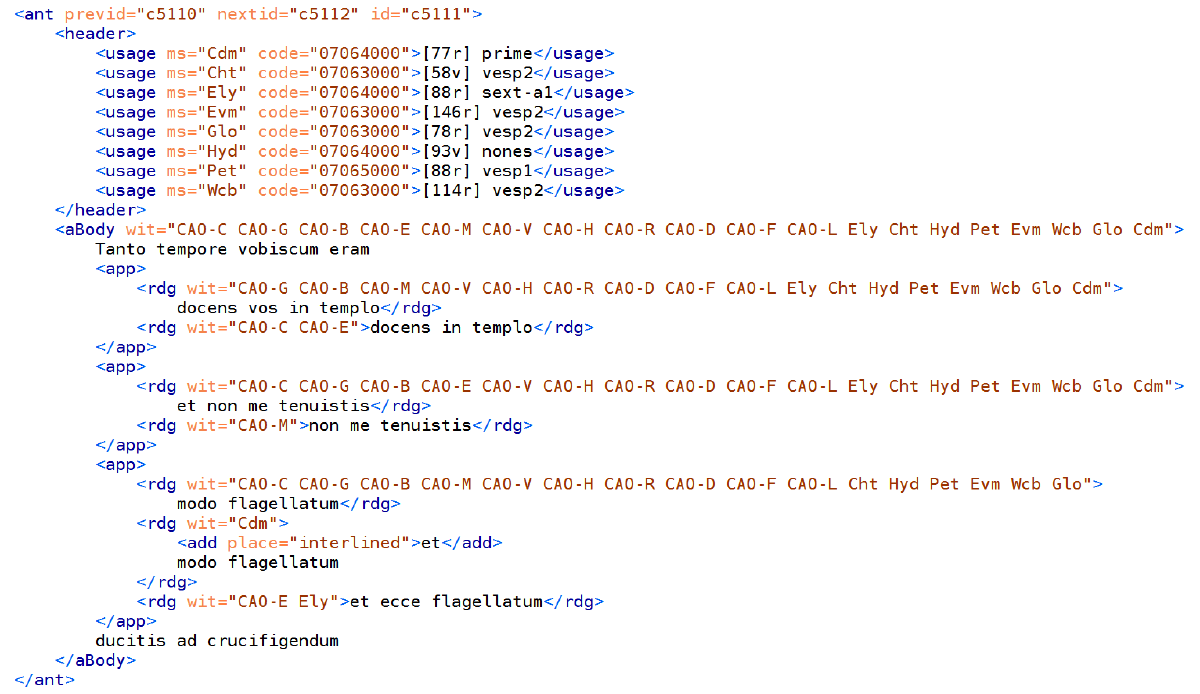 <ant previd="c5110" nextid="c5112" id="c5111">
<header>
<usage ms="Cdm" code="07064000">[77r] prime</usage>
<usage ms="Cht" code="07063000">[58v] vesp2</usage>
<usage ms="Ely" code="07064000">[88r] sext-a1</usage>
<usage ms="Evm" code="07063000">[146r] vesp2</usage>
<usage ms="Glo" code="07063000">[78r] vesp2</usage>
<usage ms="Hyd" code="07064000">[93v] nones</usage>
<usage ms="Pet" code="07065000">[88r] vesp1</usage>
<usage ms="Wcb" code="07063000">[114r] vesp2</usage>
</header>
<aBody wit="CAO-C CAO-G CAO-B CAO-E CAO-M CAO-V CAO-H CAO-R CAO-D CAO-F CAO-L Ely Cht Hyd Pet Evm Wcb Glo Cdm">
Tanto tempore vobiscum eram
<app>
<rdg wit="CAO-G CAO-B CAO-M CAO-V CAO-H CAO-R CAO-D CAO-F CAO-L Ely Cht Hyd Pet Evm Wcb Glo Cdm">
docens vos in templo</rdg>
<rdg wit="CAO-C CAO-E">docens in templo</rdg>
</app>
<app>
<rdg wit="CAO-C CAO-G CAO-B CAO-E CAO-V CAO-H CAO-R CAO-D CAO-F CAO-L Ely Cht Hyd Pet Evm Wcb Glo Cdm">
et non me tenuistis</rdg>
<rdg wit="CAO-M">non me tenuistis</rdg>
</app>
<app>
<rdg wit="CAO-C CAO-G CAO-B CAO-M CAO-V CAO-H CAO-R CAO-D CAO-F CAO-L Cht Hyd Pet Evm Wcb Glo">
modo flagellatum</rdg>
<rdg wit="Cdm">
<add place="interlined">et</add>
modo flagellatum
</rdg>
<rdg wit="CAO-E Ely">et ecce flagellatum</rdg>
</app>
ducitis ad crucifigendum
</aBody>
</ant>